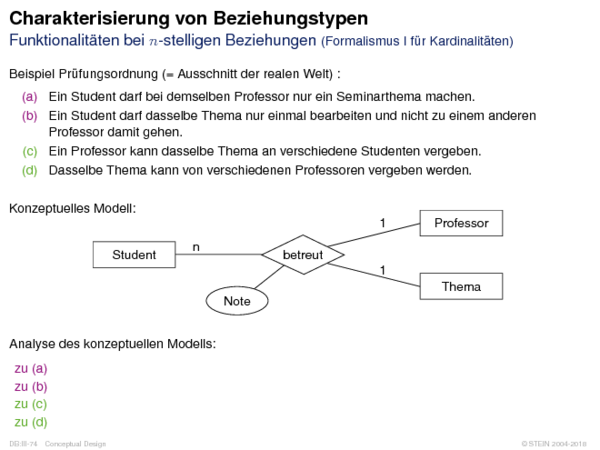 Charakterisierung von Beziehungstypen
Funktionalitäten bei n-stelligen Beziehungen (Formalismus I für Kardinalitäten)
Beispiel Prüfungsordnung (= Ausschnitt der realen Welt) :
(a) Ein Student darf bei demselben Professor nur ein Seminarthema machen.
(b) Ein Student darf dasselbe Thema nur einmal bearbeiten und nicht zu einem anderen
Professor damit gehen.
(c) Ein Professor kann dasselbe Thema an verschiedene Studenten vergeben.
(d) Dasselbe Thema kann von verschiedenen Professoren vergeben werden.
Konzeptuelles Modell:
1 Professor
Student n betreut
1 Thema
Note
Analyse des konzeptuellen Modells:
zu (a)
zu (b)
zu (c)
zu (d)
DB:III-74 Conceptual Design © STEIN 2004-2018